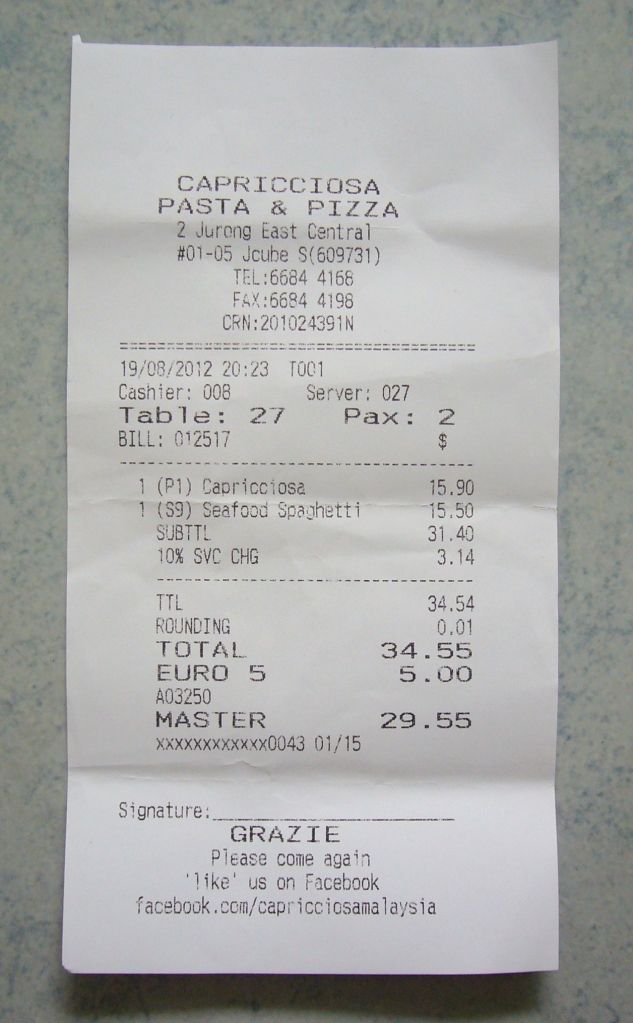 CAPRICCIOSA
PASTA & PIZZA
2 Jurong East Central
#01-05 Jcube S(609731)
TEL:6684 4168
FAX:6684 4198
CRN:201024391N
======================================
19/08/2012 20:23 T001
Cashier: 008 Server: 027
Table: 27 Pax: 2
BILL: 012517 $
--------------------------------------
1 (P1) Capricciosa 15.90
1 (S9) Seafood Spaghetti 15.50
SUBTTL 31.40
10% SVC CHG 3.14
----------------------------------
TTL 34.54
ROUNDING 0.01
TOTAL 34.55
EURO 5 5.00
A03250
MASTER 29.55
xxxxxxxxxxxx0043 01/15
Signature:__________________________
GRAZIE
Please come again
'like' us on Facebook
facebook.com/capricciosamalaysia